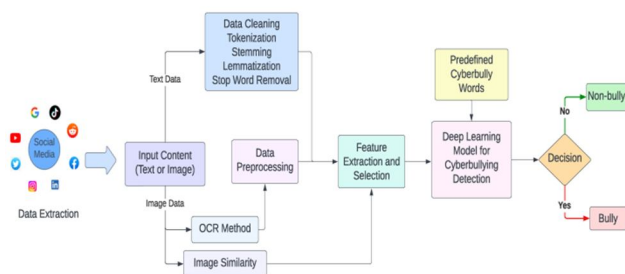 Data Cleaning
Tokenization
Stemming
Lemmatization
Stop Word Removal
Text Data
Predefined
Cyberbully
Words
Non-bully
No
Social
Media
Input Content
(Text or Image)
Data
Preprocessing
Feature
Extraction and
Selection
Deep Learning
Model for
Cyberbullying
Detection
Decision
Data Extraction
Image Data
OCR Method
Yes
Bully
Image Similarity